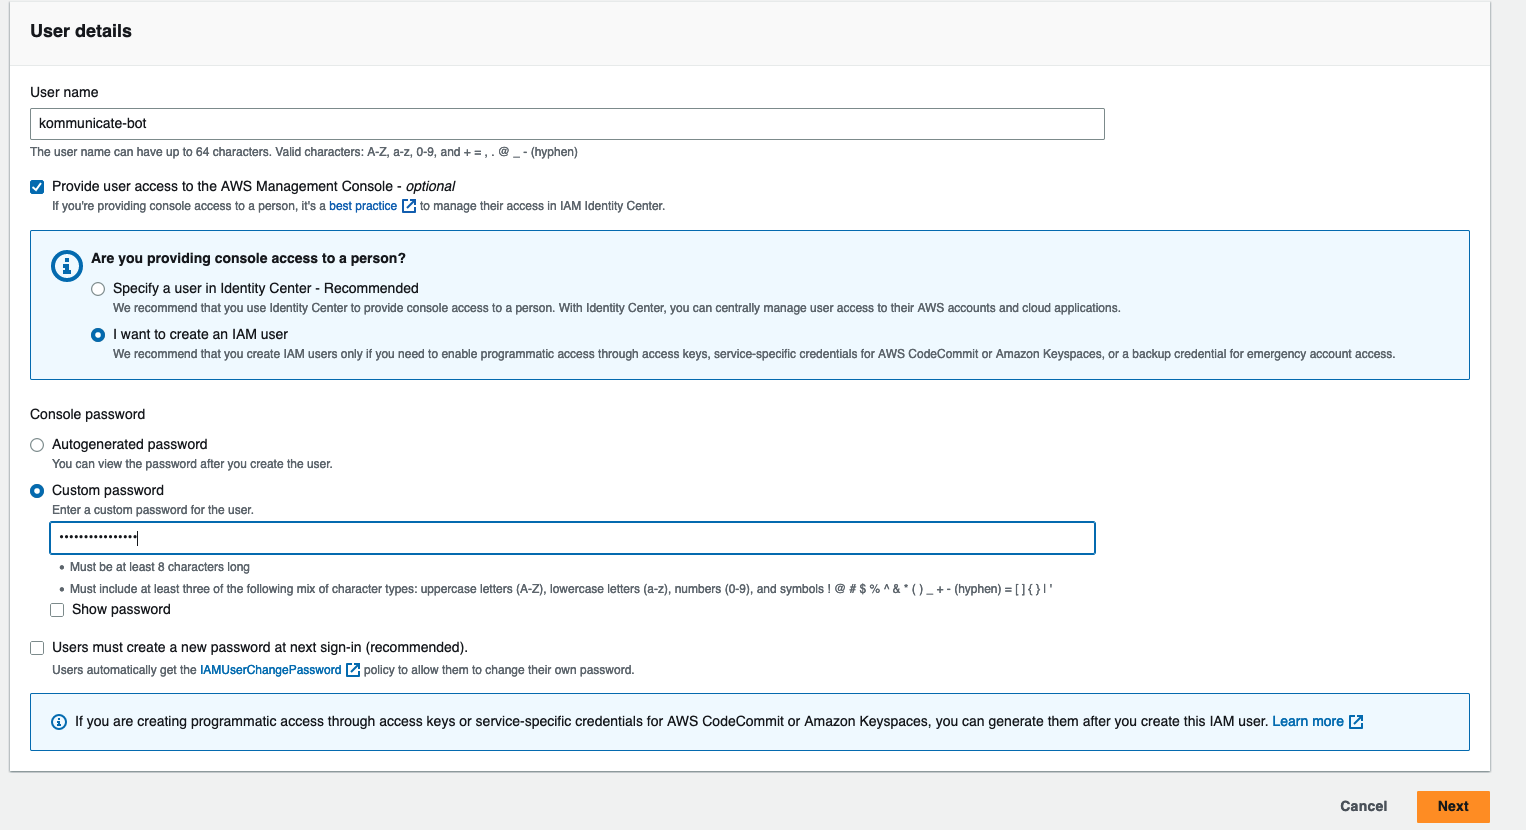 User details
User name
kommunicate-bot
The user name can have up to 64 characters. Valid characters: A-Z, a-z, 0-9, and + = , . @ _ - (hyphen)
Provide user access to the AWS Management Console - optional
If you're providing console access to a person, it's a best practice to manage their access in IAM Identity Center.
Are you providing console access to a person?
Specify a user in Identity Center - Recommended
We recommend that you use Identity Center to provide console access to a person. With Identity Center, you can centrally manage user access to their AWS accounts and cloud applications.
I want to create an IAM user
We recommend that you create IAM users only if you need to enable programmatic access through access keys, service-specific credentials for AWS CodeCommit or Amazon Keyspaces, or a backup credential for emergency account access.
Console password
Autogenerated password
You can view the password after you create the user.
Custom password
Enter a custom password for the user.
••••••••••••••••
• Must be at least 8 characters long
• Must include at least three of the following mix of character types: uppercase letters (A-Z), lowercase letters (a-z), numbers (0-9), and symbols ! @ # $ % ^ & * ( ) _ + - (hyphen) = [ ] { } | '
Show password
Users must create a new password at next sign-in (recommended).
Users automatically get the IAMUserChangePassword policy to allow them to change their own password.
If you are creating programmatic access through access keys or service-specific credentials for AWS CodeCommit or Amazon Keyspaces, you can generate them after you create this IAM user. Learn more
Cancel
Next